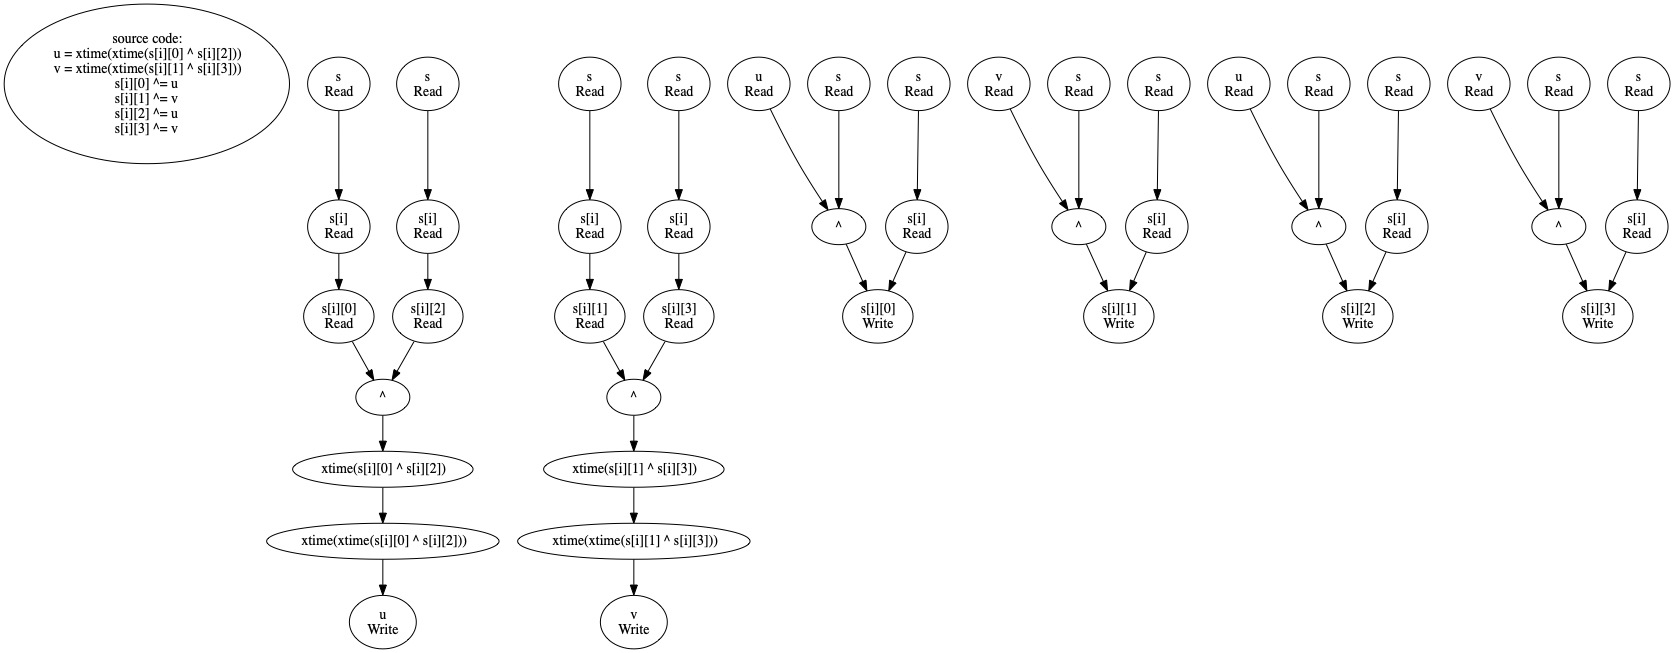 source code:
u = xtime(xtime(s[i][0] ^ s[i][2]))
v = xtime(xtime(s[i][1] ^ s[i][3]))
s[i][0] ^= u
s[i][1] ^= v
s[i][2] ^= u
s[i][3] ^= v
s
Read
s
Read
s
Read
s
Read
u
Read
s
Read
s
Read
v
Read
s
Read
s
Read
u
Read
s
Read
s
Read
v
Read
s
Read
s
Read
s[i]
Read
s[i]
Read
s[i]
Read
s[i]
Read
^
s[i]
Read
^
s[i]
Read
^
s[i]
Read
^
s[i]
Read
s[i][0]
Read
s[i][2]
Read
s[i][1]
Read
s[i][3]
Read
s[i][0]
Write
s[i][1]
Write
s[i][2]
Write
s[i][3]
Write
^
^
xtime(s[i][0] ^ s[i][2])
xtime(s[i][1] ^ s[i][3])
xtime(xtime(s[i][0] ^ s[i][2]))
xtime(xtime(s[i][1] ^ s[i][3]))
u
Write
v
Write